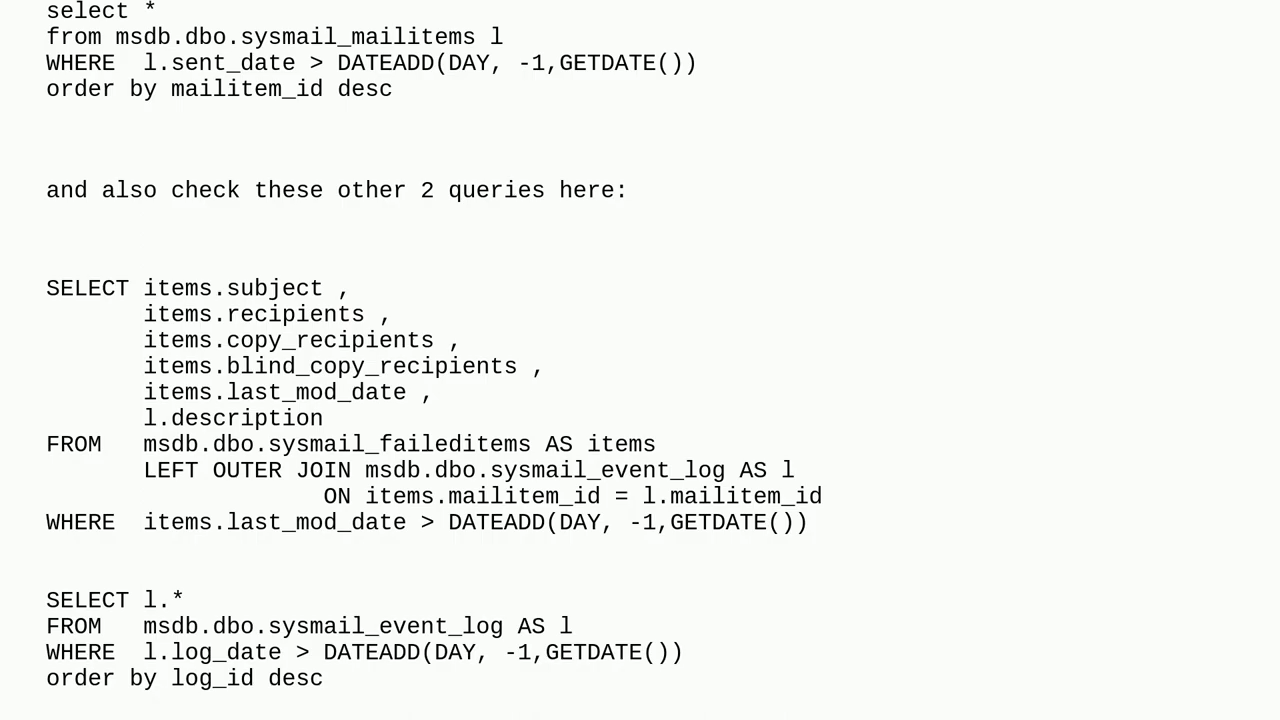 select *
from msdb.dbo.sysmail_mailitems l
WHERE  l.sent_date > DATEADD(DAY, -1,GETDATE())
order by mailitem_id desc
and also check these other 2 queries here:
SELECT items.subject ,
       items.recipients ,
       items.copy_recipients ,
       items.blind_copy_recipients ,
       items.last_mod_date ,
       l.description
FROM   msdb.dbo.sysmail_faileditems AS items
       LEFT OUTER JOIN msdb.dbo.sysmail_event_log AS l
                    ON items.mailitem_id = l.mailitem_id
WHERE  items.last_mod_date > DATEADD(DAY, -1,GETDATE())
SELECT l.*
FROM   msdb.dbo.sysmail_event_log AS l
WHERE  l.log_date > DATEADD(DAY, -1,GETDATE())
order by log_id desc